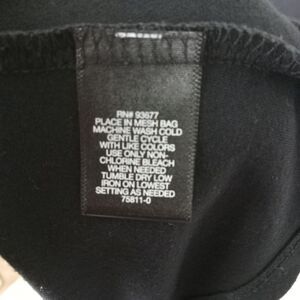 RN# 93677
PLACE IN MESH BAG
MACHINE WASH COLD
GENTLE CYCLE
WITH LIKE COLORS
USE ONLY NON-
CHLORINE BLEACH
WHEN NEEDED
TUMBLE DRY LOW
IRON ON LOWEST
SETTING AS NEEDED
75811-0